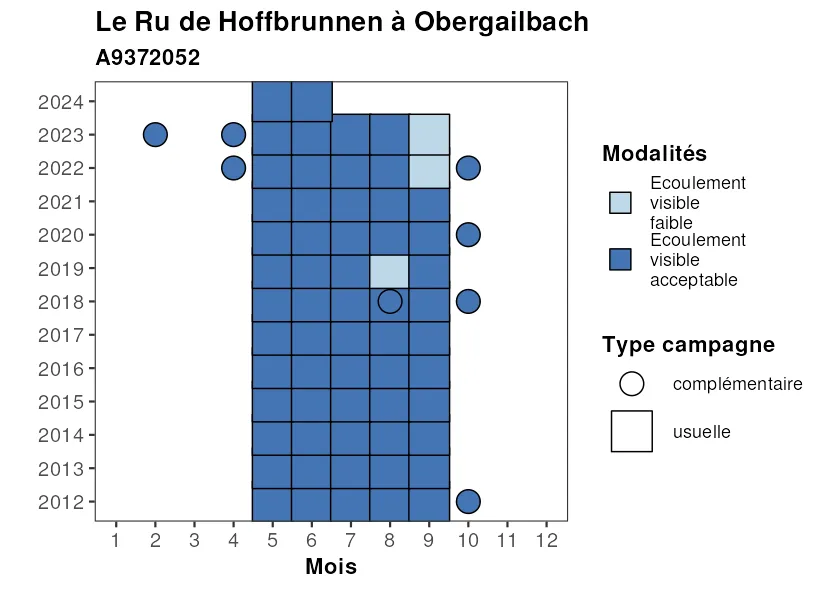 Le Ru de Hoffbrunnen à Obergailbach
A9372052
2024
2023
2022
2021
2020
2019
2018
2017
2016
2015
2014
2013
2012
1 2 3 4 5 6 7 8 9 10 11 12
Mois
Modalités
Ecoulement
visible
faible
Ecoulement
visible
acceptable
Type campagne
complémentaire
usuelle